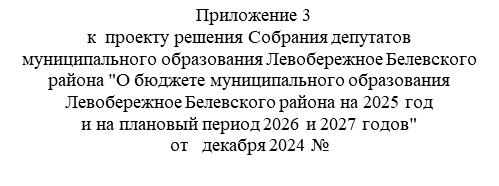 Приложение 3
к проекту решения Собрания депутатов
муниципального образования Левобережное Белевского
района "О бюджете муниципального образования
Левобережное Белевского района на 2025 год
и на плановый период 2026 и 2027 годов"
от декабря 2024 №